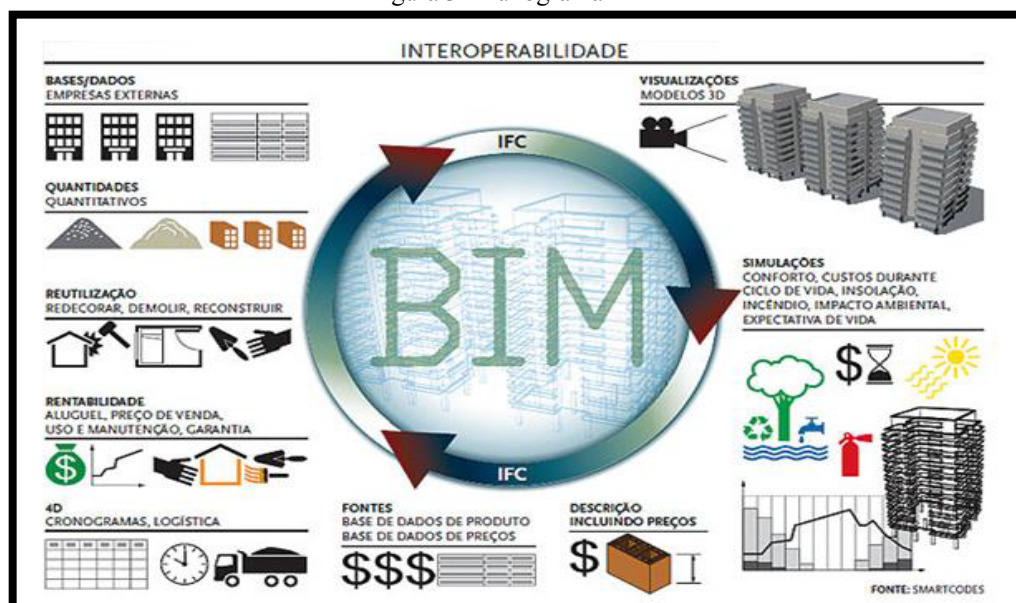 INTEROPERABILIDADE
BASES/DADOS
EMPRESAS EXTERNAS
VISUALIZAÇÕES
MODELOS 3D
IFC
QUANTIDADES
QUANTITATIVOS
BIM
SIMULAÇÕES
CONFORTO, CUSTOS DURANTE
CICLO DE VIDA, INSOLAÇÃO,
INCÊNDIO, IMPACTO AMBIENTAL,
EXPECTATIVA DE VIDA
$
REUTILIZAÇÃO
REDECORAR, DEMOLIR, RECONSTRUIR
RENTABILIDADE
ALUGUEL, PREÇO DE VENDA,
USO E MANUTENÇÃO, GARANTIA
$
IFC
4D
CRONOGRAMAS, LOGÍSTICA
FONTES
BASE DE DADOS DE PRODUTO
BASE DE DADOS DE PREÇOS
$$$
DESCRIÇÃO
INCLUINDO PREÇOS
$
FONTE: SMARTCODES